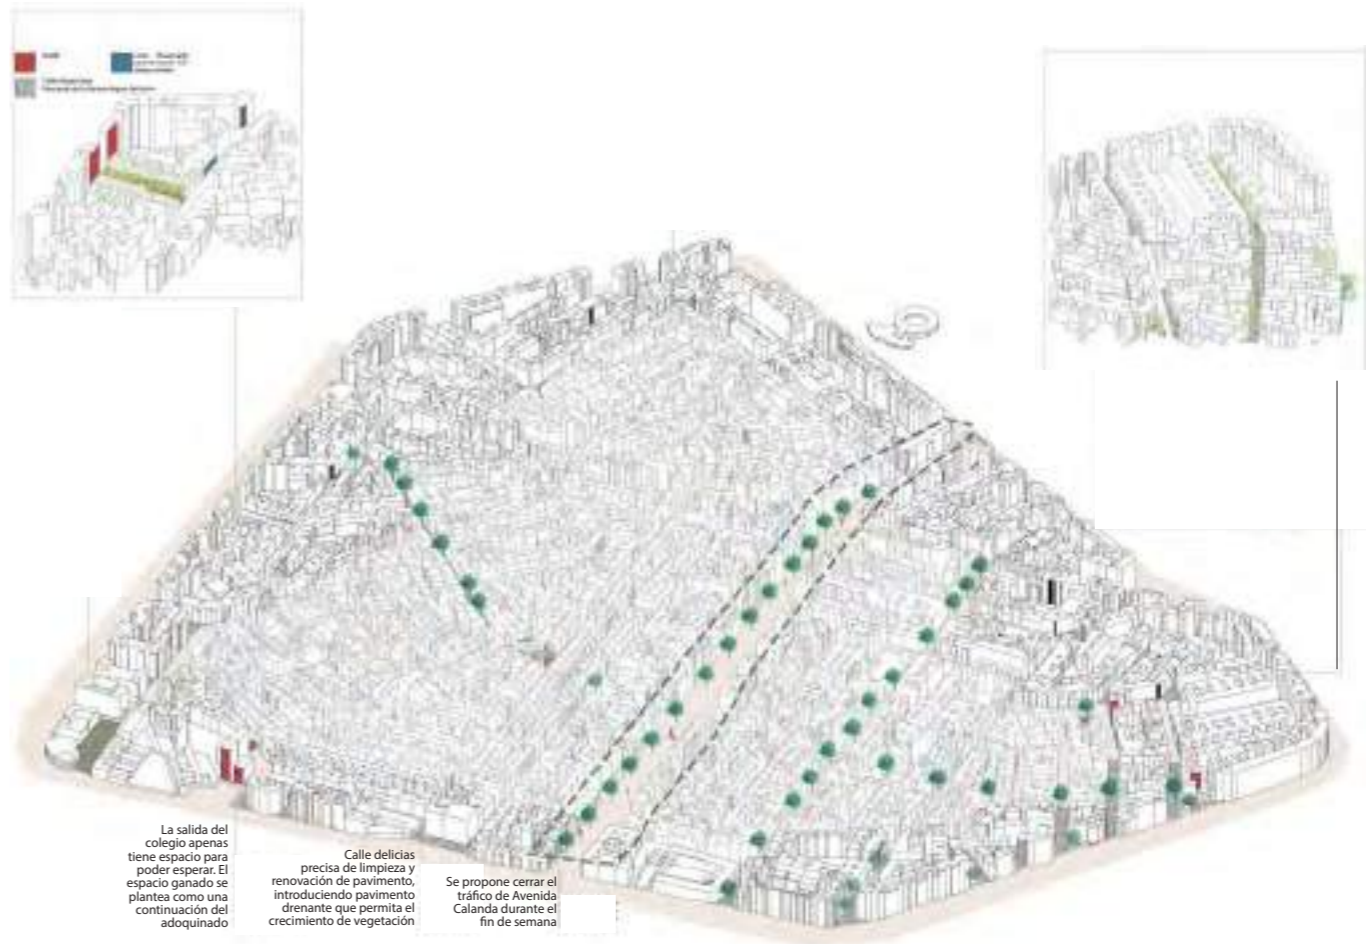 La salida del
colegio apenas
tiene espacio para
poder esperar. El
espacio ganado se
plantea como una
continuación del
adoquinado
Calle delicias
precisa de limpieza y
renovación de pavimento,
introduciendo pavimento
drenante que permita el
crecimiento de vegetación
Se propone cerrar el
tráfico de Avenida
Calanda durante el
fin de semana